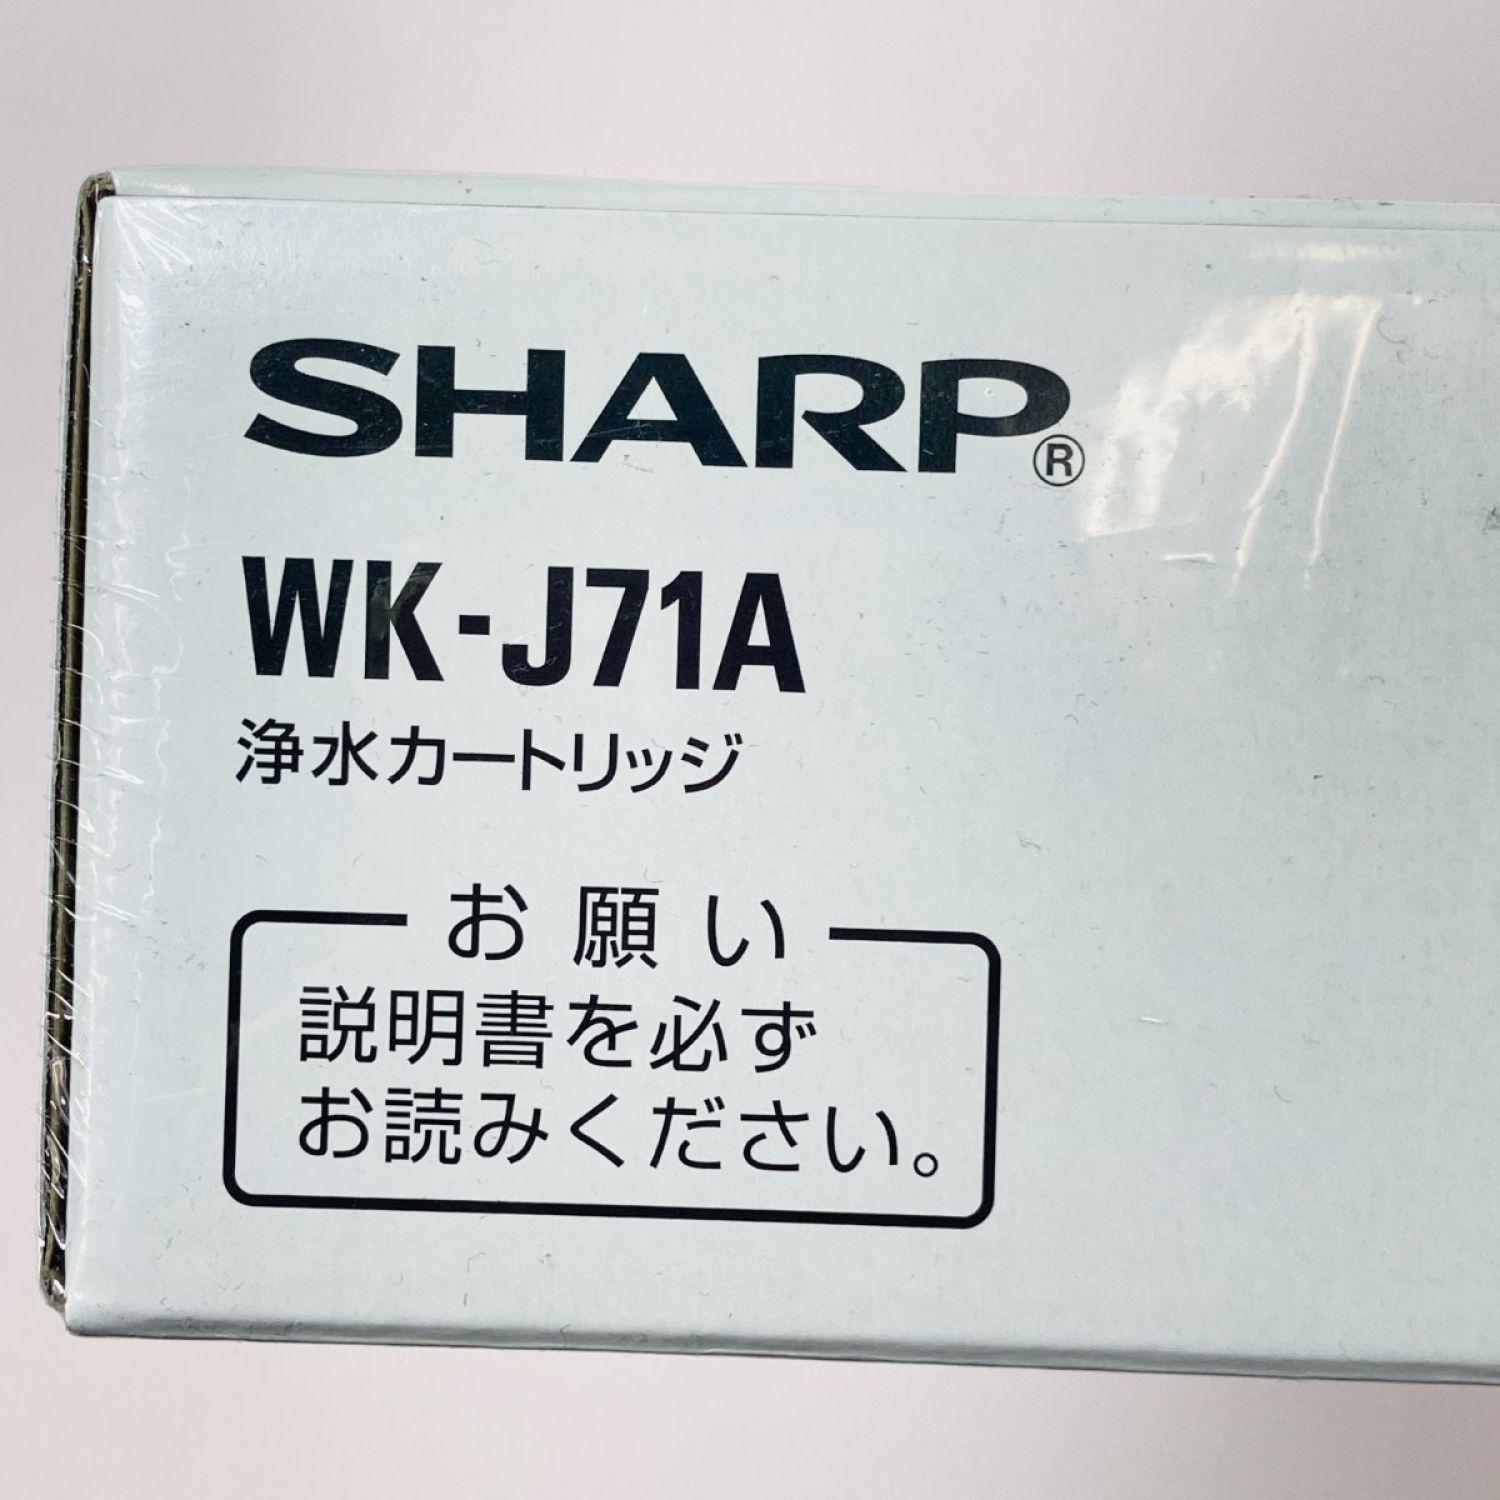 SHARP®
WK-J71A
浄水カートリッジ
お願い
説明書を必ず
お読みください。